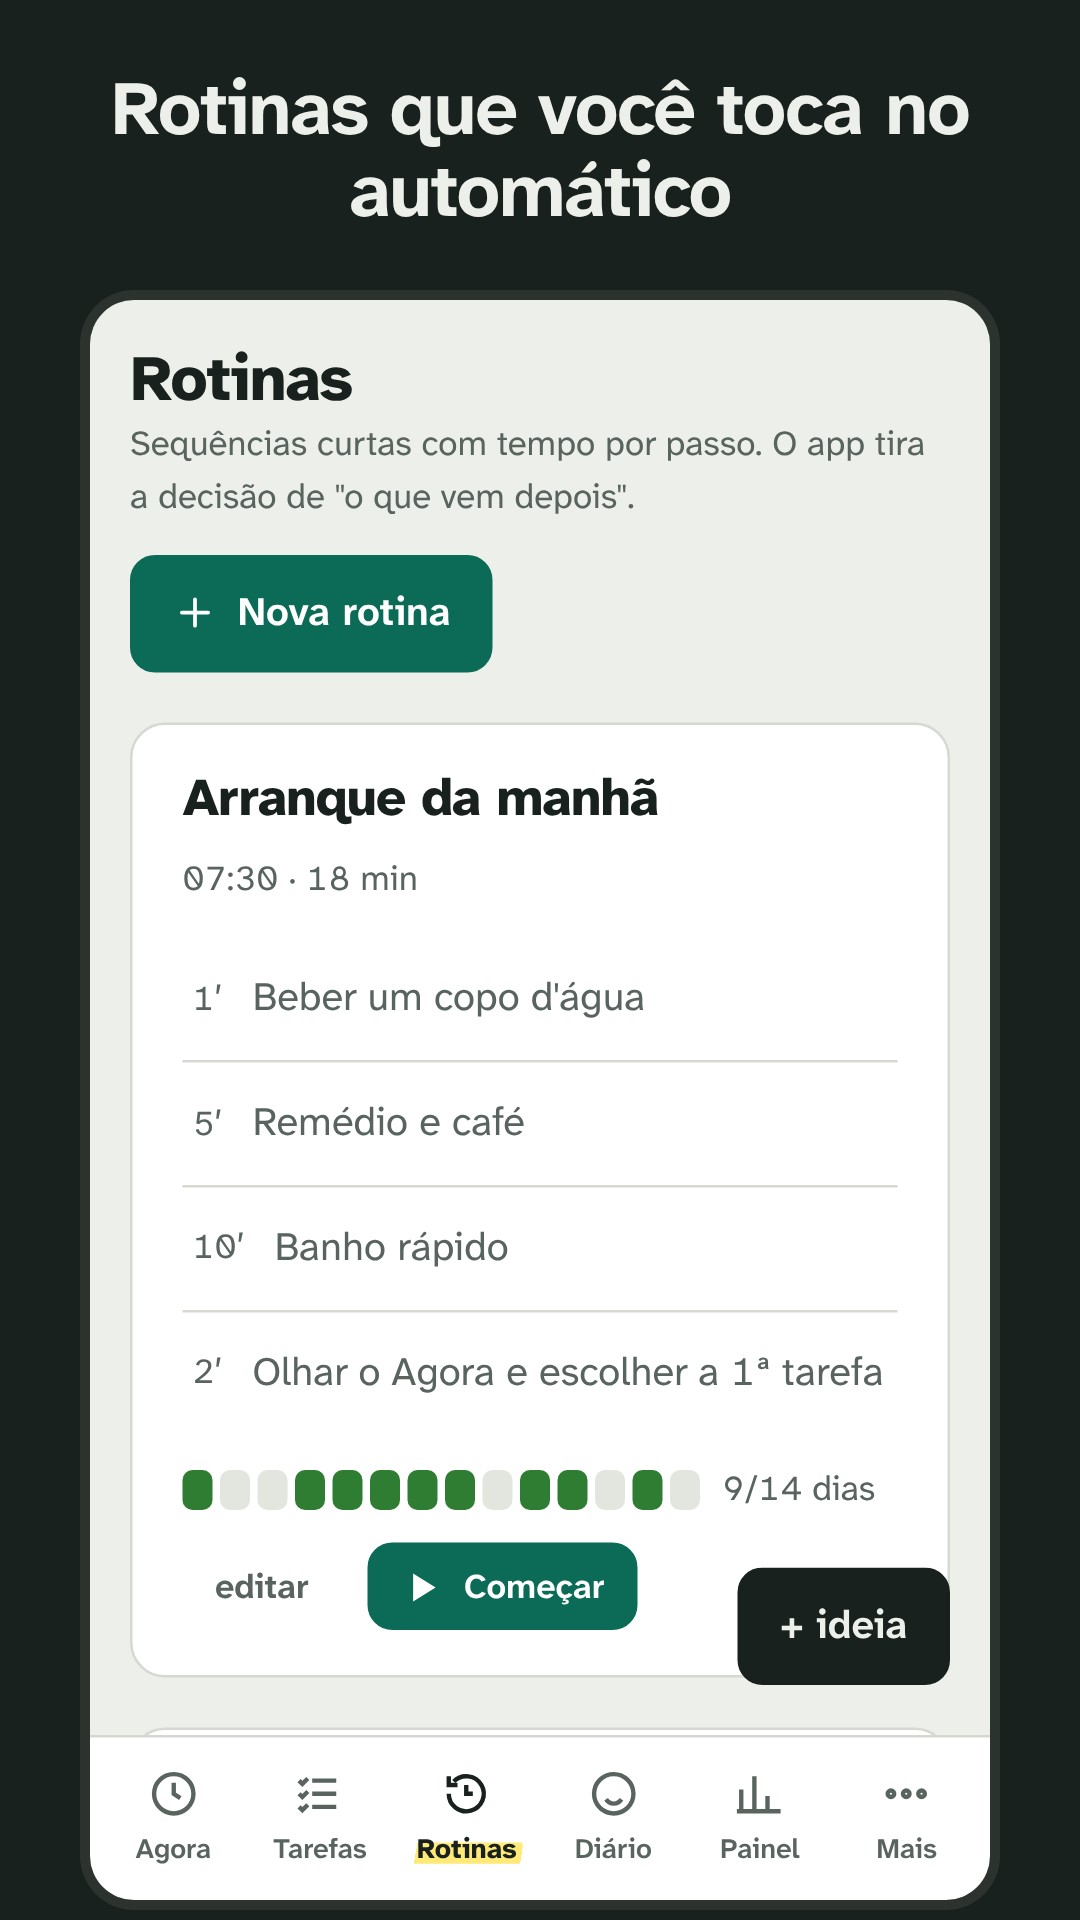 Rotinas que você toca no
automático
Rotinas
Sequências curtas com tempo por passo. O app tira
a decisão de "o que vem depois".
+ Nova rotina
Arranque da manhã
07:30 · 18 min
1′ Beber um copo d'água
5′ Remédio e café
10′ Banho rápido
2′ Olhar o Agora e escolher a 1ª tarefa
9/14 dias
editar
Começar
+ ideia
Agora
Tarefas
Rotinas
Diário
Painel
Mais